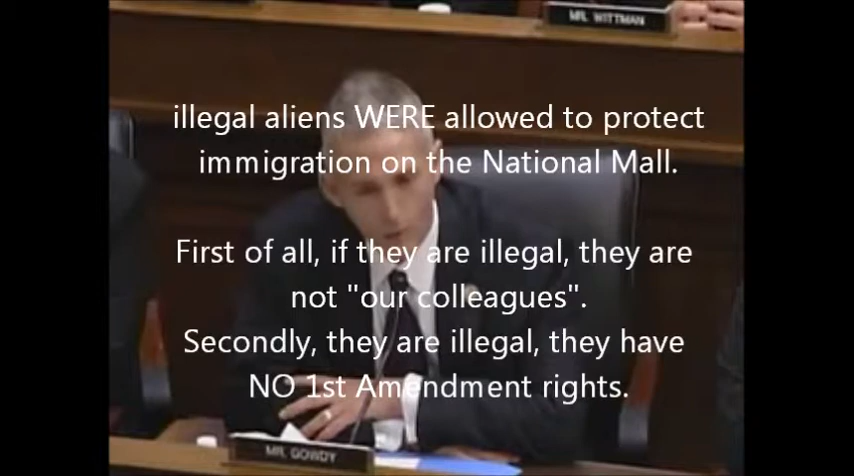 MR. WITTMAN
illegal aliens WERE allowed to protect
immigration on the National Mall.
First of all, if they are illegal, they are
not "our colleagues".
Secondly, they are illegal, they have
NO 1st Amendment rights.
MR. GOWDY